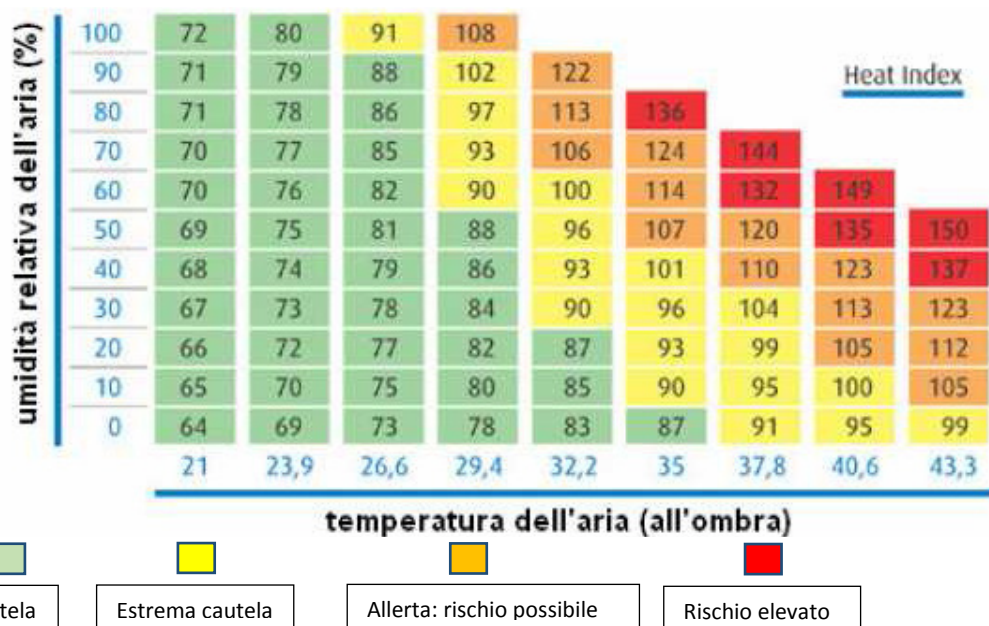 umidità relativa dell'aria (%)
Heat Index
100 72 80 91 108
90 71 79 88 102 122
80 71 78 86 97 113 136
70 70 77 85 93 106 124 144
60 70 76 82 90 100 114 132 149
50 69 75 81 88 96 107 120 135 150
40 68 74 79 86 93 101 110 123 137
30 67 73 78 84 90 96 104 113 123
20 66 72 77 82 87 93 99 105 112
10 65 70 75 80 85 90 95 100 105
0 64 69 73 78 83 87 91 95 99
21 23,9 26,6 29,4 32,2 35 37,8 40,6 43,3
temperatura dell'aria (all'ombra)
tela Estrema cautela Allerta: rischio possibile Rischio elevato